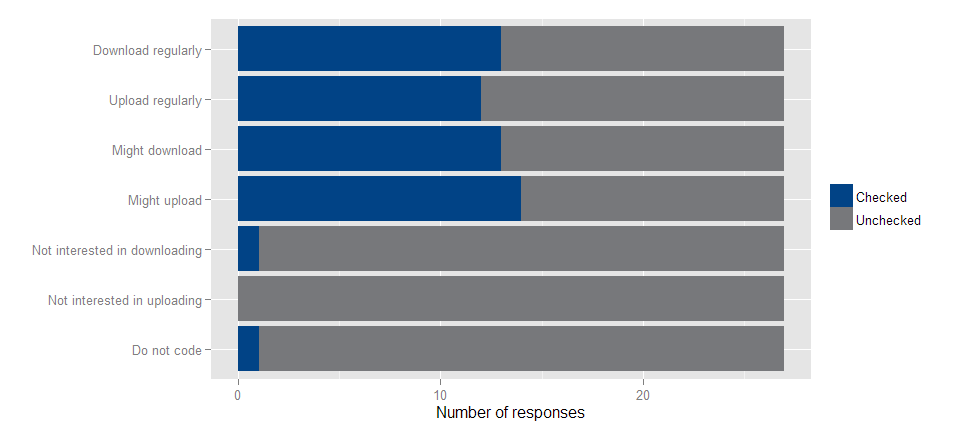 Download regularly
Upload regularly
Might download
Might upload
Not interested in downloading
Not interested in uploading
Do not code
0
10
20
Number of responses
Checked
Unchecked